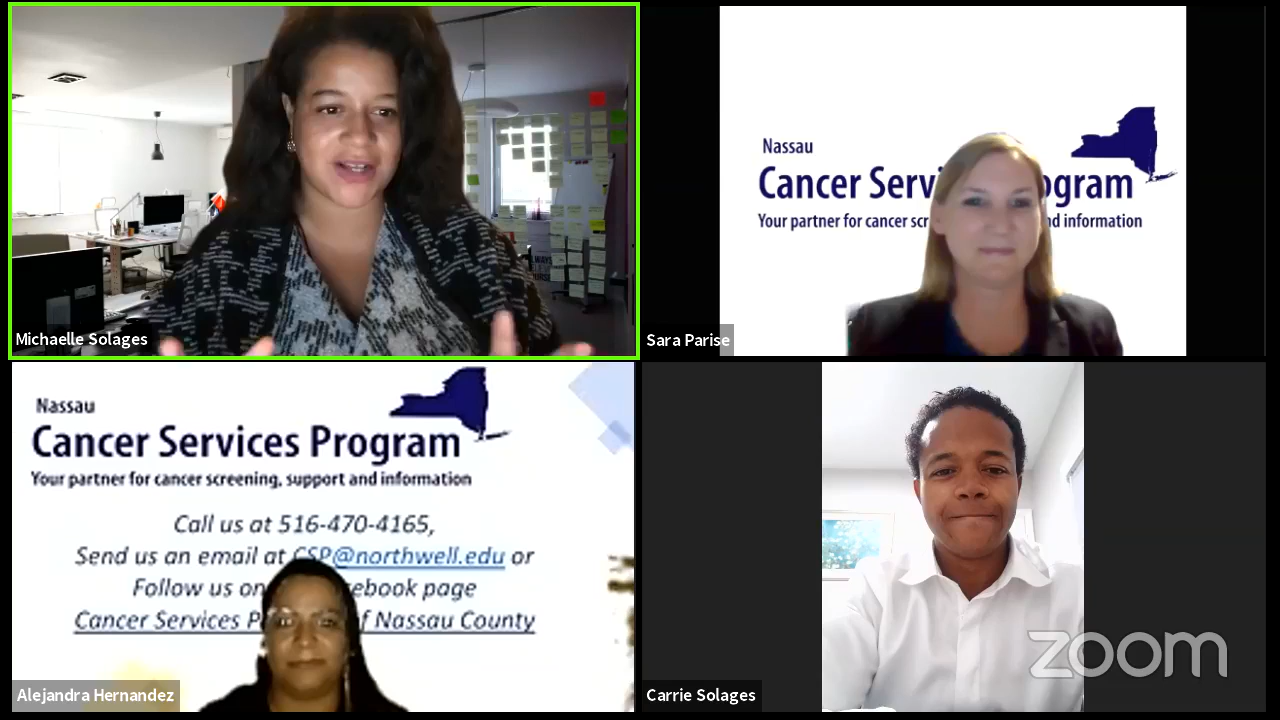 Michaelle Solages
Nassau
Cancer Serv ogram
Your partner for cancer scr nd information
Sara Parise
Nassau
Cancer Services Program
Your partner for cancer screening, support and information
Call us at 516-470-4165,
Send us an email at CSP@northwell.edu or
Follow us on ebook page
Cancer Services P f Nassau County
Alejandra Hernandez
Carrie Solages
zoom